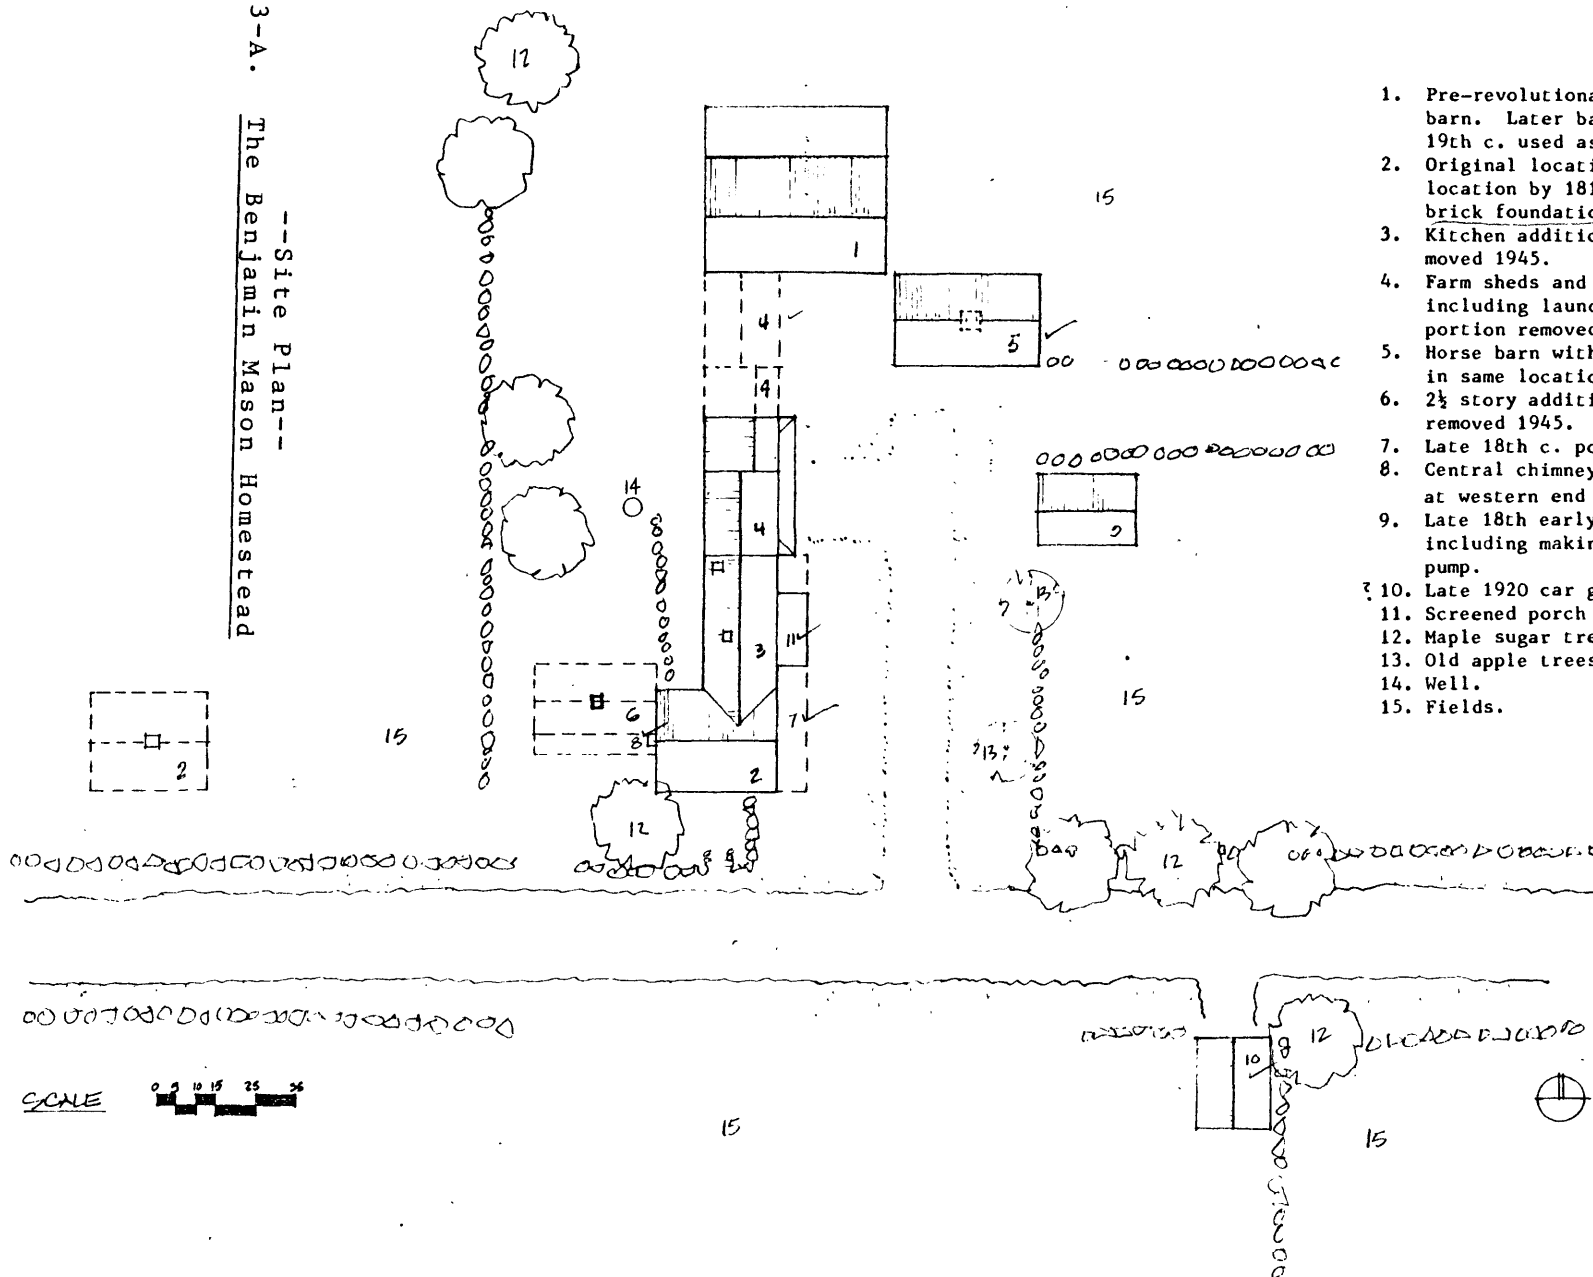 3-A. The Benjamin Mason Homestead
--Site Plan--
1. Pre-revolutiona
barn. Later ba
19th c. used as
2. Original locati
location by 181
brick foundatio
3. Kitchen additio
moved 1945.
4. Farm sheds and
including laun
portion removed
5. Horse barn with
in same locatio
6. 2½ story additi
removed 1945.
7. Late 18th c. po
8. Central chimney
at western end
9. Late 18th early
including makin
pump.
? 10. Late 1920 car g
11. Screened porch
12. Maple sugar tre
13. Old apple trees
14. Well.
15. Fields.
12
1
15
4
5
4
14
4
9
13
11
3
15
6
7
8
2
15
2
13
12
12
10
12
SCALE
0 5 10 15 25 35
15
15